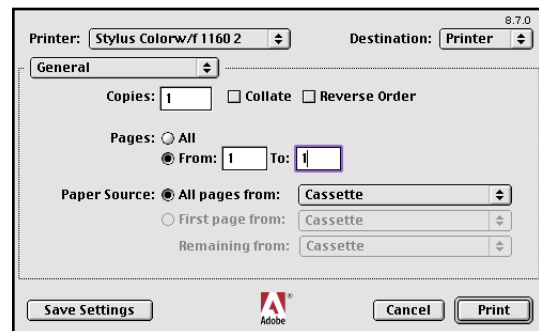 8.7.0
Printer: Stylus Colorw/f 1160 2 Destination: Printer
General
Copies: 1 Collate Reverse Order
Pages: All
From: 1 To: 1
Paper Source: All pages from: Cassette
First page from: Cassette
Remaining from: Cassette
Save Settings Adobe ® Cancel Print